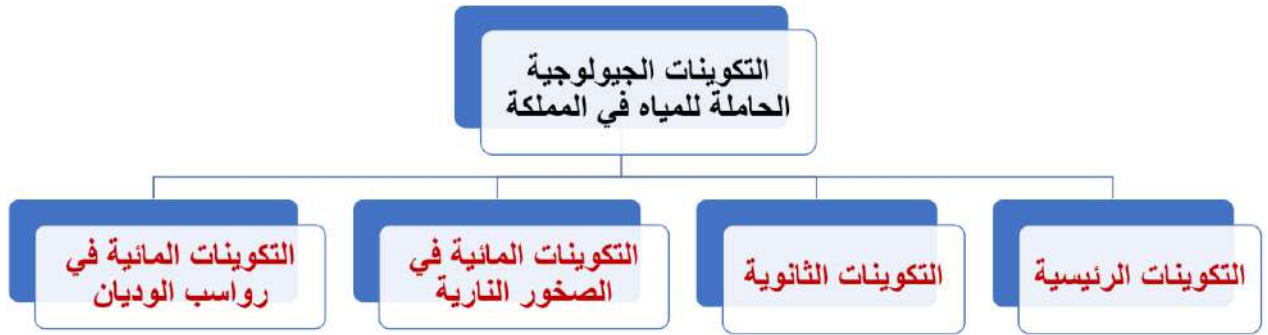 التكوينات الجيولوجية
الحاملة للمياه في المملكة
التكوينات الرئيسية
التكوينات الثانوية
التكوينات المائية في
الصخور النارية
التكوينات المائية في
رواسب الوديان